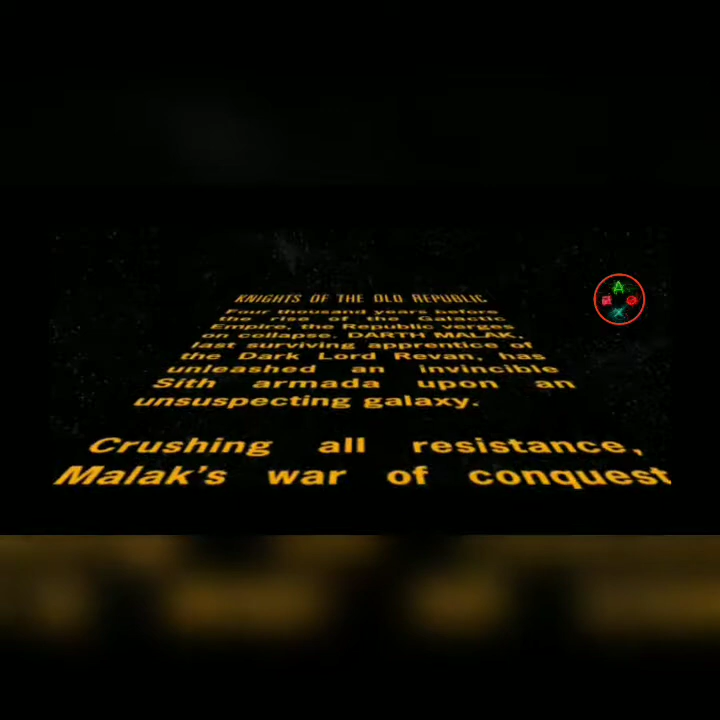 KNIGHTS OF THE OLD REPUBLIC
Four thousand years before
the rise of the Galactic
Empire, the Republic verges
on collapse. DARTH MALAK,
last surviving apprentice of
the Dark Lord Revan, has
unleashed an invincible
Sith armada upon an
unsuspecting galaxy.
Crushing all resistance,
Malak's war of conquest